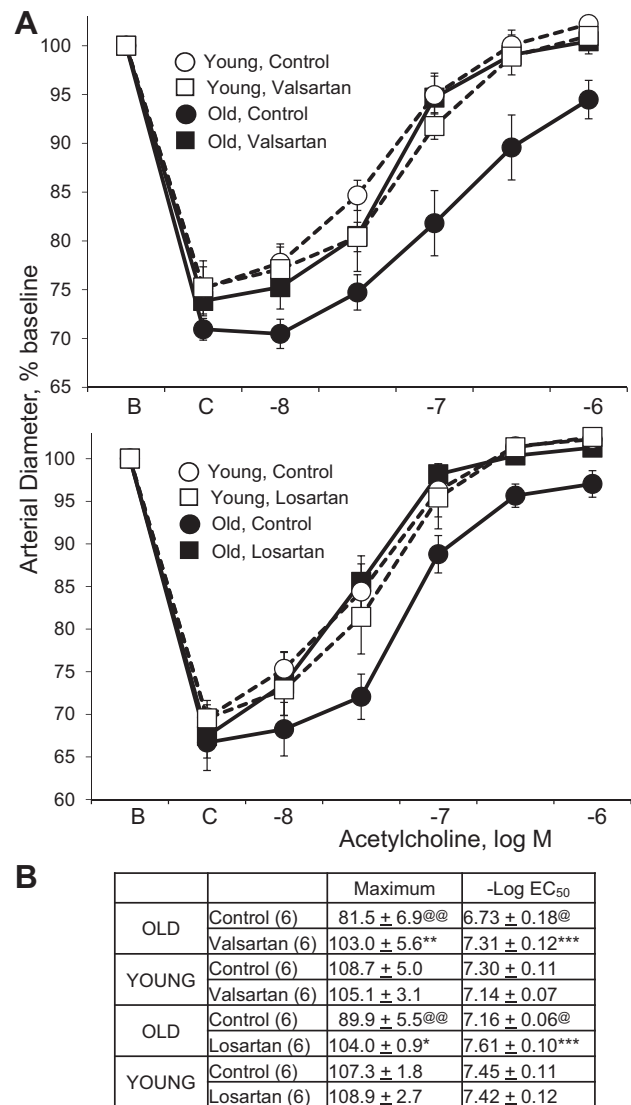 A
100
95
90
85
80
75
70
65
Young, Control
Young, Valsartan
Old, Control
Old, Valsartan
B C -8 -7 -6
Arterial Diameter, % baseline
100
95
90
85
80
75
70
65
60
Young, Control
Young, Losartan
Old, Control
Old, Losartan
B C -8 -7 -6
Acetylcholine, log M
B
Maximum -Log EC₅₀
OLD Control (6) 81.5 ± 6.9@@ 6.73 ± 0.18@
Valsartan (6) 103.0 ± 5.6** 7.31 ± 0.12***
YOUNG Control (6) 108.7 ± 5.0 7.30 ± 0.11
Valsartan (6) 105.1 ± 3.1 7.14 ± 0.07
OLD Control (6) 89.9 ± 5.5@@ 7.16 ± 0.06@
Losartan (6) 104.0 ± 0.9* 7.61 ± 0.10***
YOUNG Control (6) 107.3 ± 1.8 7.45 ± 0.11
Losartan (6) 108.9 ± 2.7 7.42 ± 0.12